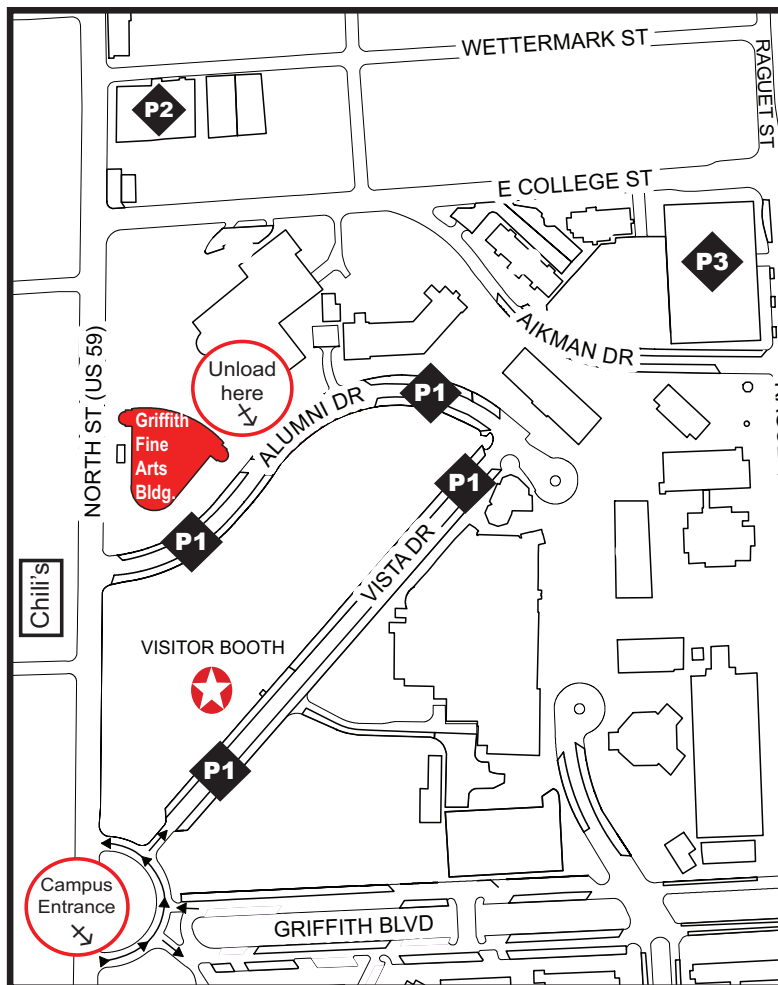 WETTERMARK ST
RAGUET ST
P2
E COLLEGE ST
P3
AIKMAN DR
NORTH ST (US 59)
Unload
here
P1
ALUMNI DR
Griffith
Fine
Arts
Bldg.
P1
P1
VISTA DR
Chili's
VISITOR BOOTH
P1
Campus
Entrance
GRIFFITH BLVD